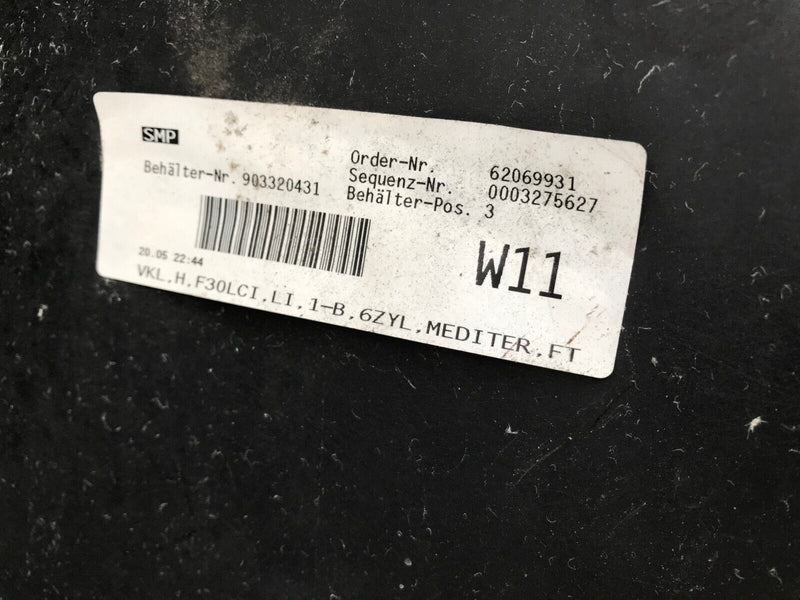 SMP
Order-Nr. 62069931
Behälter-Nr. 903320431 Sequenz-Nr. 0003275627
Behälter-Pos. 3
W11
20.05 22:44
VKL,H,F30LCI,LI,1-B,6ZYL,MEDITER,FT